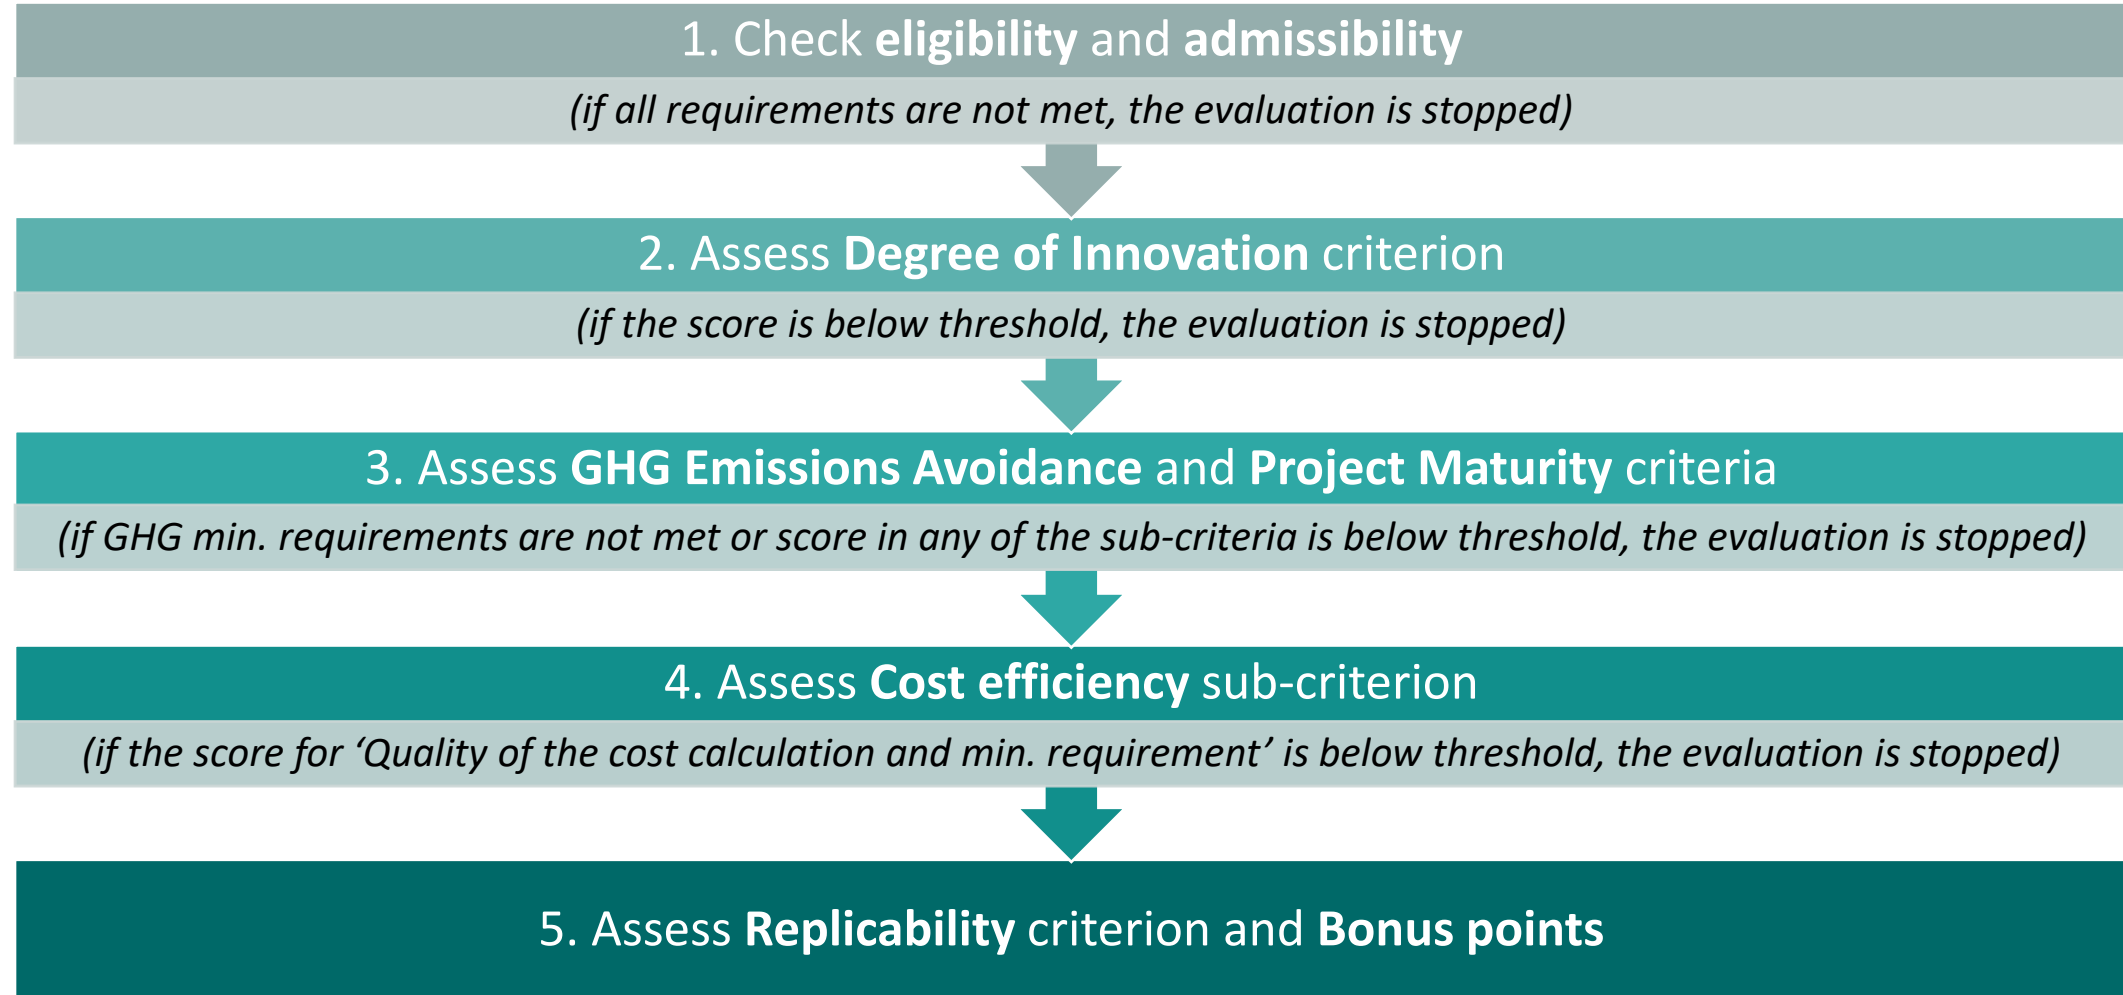 1. Check eligibility and admissibility
(if all requirements are not met, the evaluation is stopped)
2. Assess Degree of Innovation criterion
(if the score is below threshold, the evaluation is stopped)
3. Assess GHG Emissions Avoidance and Project Maturity criteria
(if GHG min. requirements are not met or score in any of the sub-criteria is below threshold, the evaluation is stopped)
4. Assess Cost efficiency sub-criterion
(if the score for ‘Quality of the cost calculation and min. requirement’ is below threshold, the evaluation is stopped)
5. Assess Replicability criterion and Bonus points